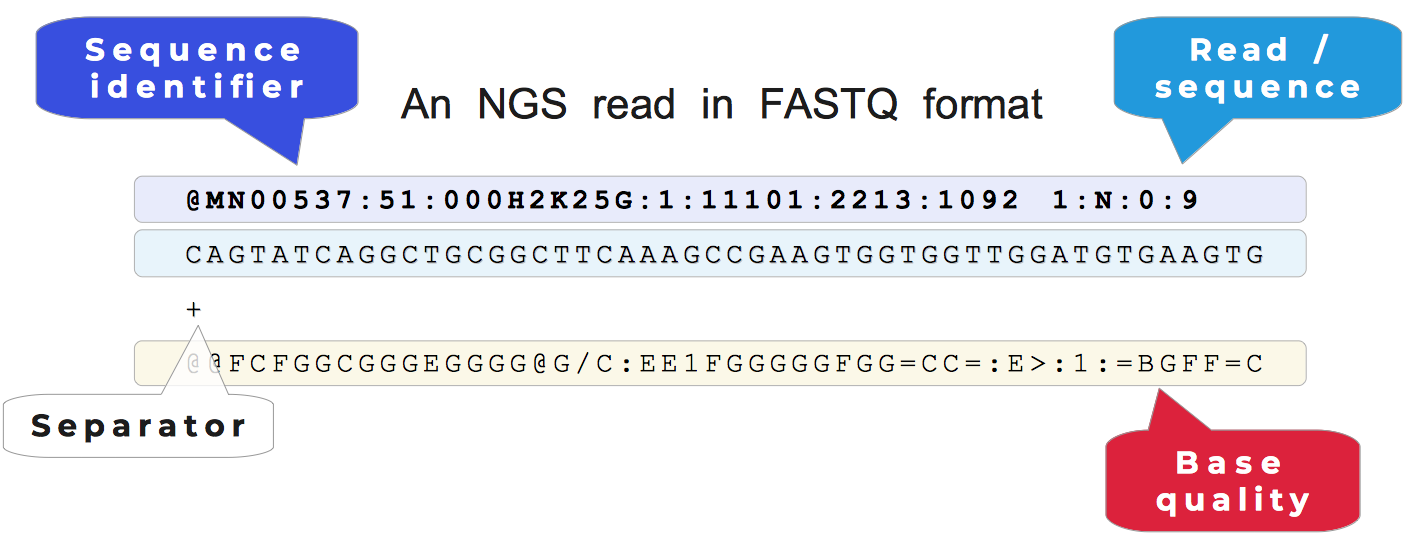 Sequence
identifier
Read /
sequence
An NGS read in FASTQ format
@MN00537:51:000H2K25G:1:11101:2213:1092 1:N:0:9
CAGTATCAGGCTGCGGCTTCAAAGCCGAAGTGGTGGTTGGATGTGAAGTG
+
@@FCFGGCGGGEGGGG@G/C:EE1FGGGGGFGG=CC=:E>:1:=BGFF=C
Separator
Base
quality